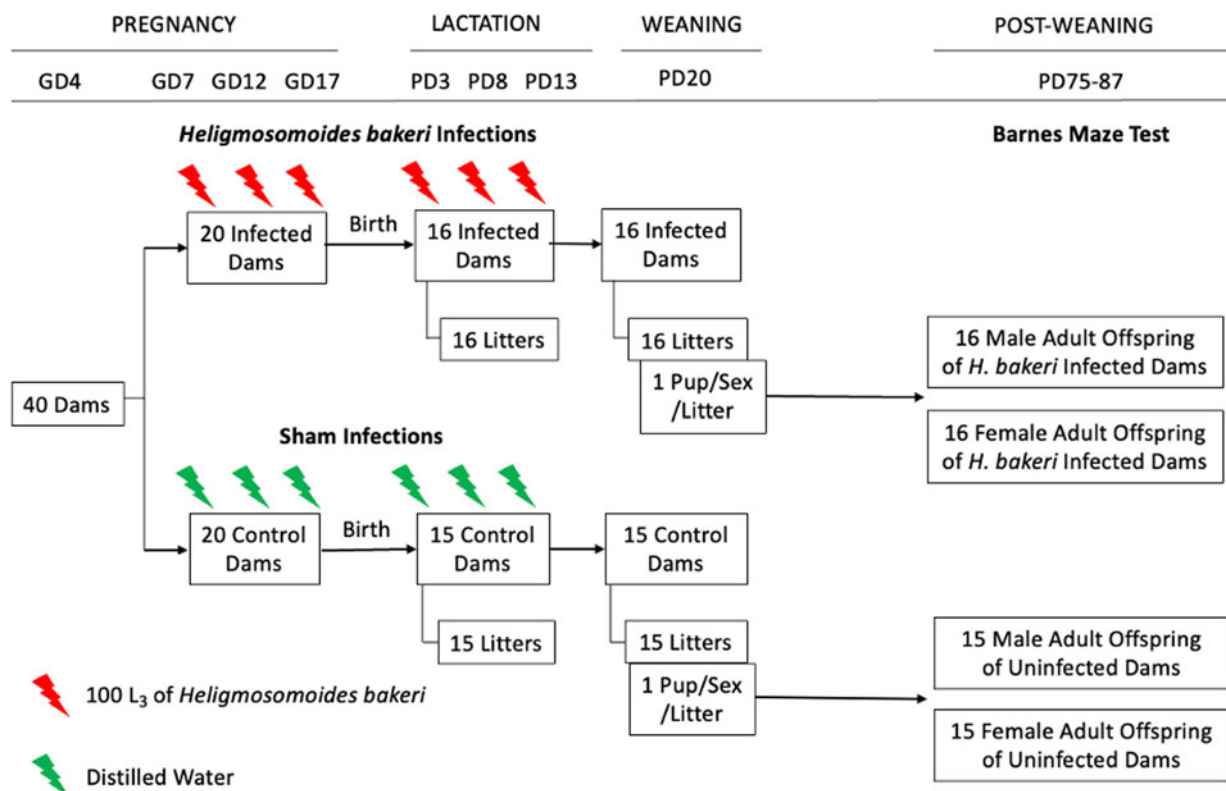 PREGNANCY LACTATION WEANING POST-WEANING
GD4 GD7 GD12 GD17 PD3 PD8 PD13 PD20 PD75-87
Heligmosomoides bakeri Infections
Barnes Maze Test
20 Infected
Dams
Birth
16 Infected
Dams
16 Infected
Dams
16 Litters
16 Litters
1 Pup/Sex
/Litter
16 Male Adult Offspring
of H. bakeri Infected Dams
16 Female Adult Offspring
of H. bakeri Infected Dams
40 Dams
Sham Infections
20 Control
Dams
Birth
15 Control
Dams
15 Control
Dams
15 Litters
15 Litters
1 Pup/Sex
/Litter
15 Male Adult Offspring
of Uninfected Dams
15 Female Adult Offspring
of Uninfected Dams
100 L₃ of Heligmosomoides bakeri
Distilled Water